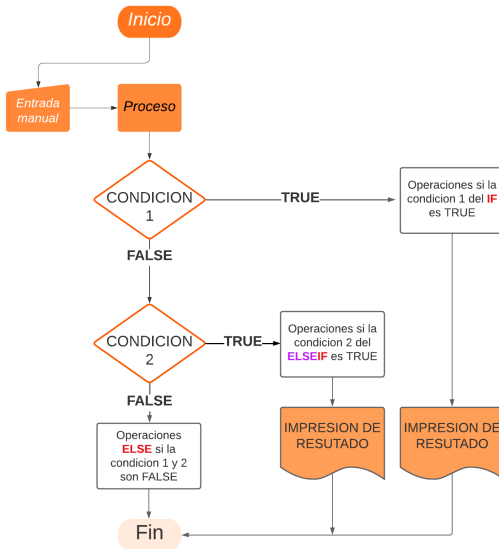 Inicio
Entrada
manual
Proceso
CONDICION
1
TRUE
Operaciones si la
condicion 1 del IF
es TRUE
FALSE
CONDICION
2
TRUE
Operaciones si la
condicion 2 del
ELSEIF es TRUE
FALSE
Operaciones
ELSE si la
condicion 1 y 2
son FALSE
IMPRESION DE
RESUTADO
IMPRESION DE
RESUTADO
Fin